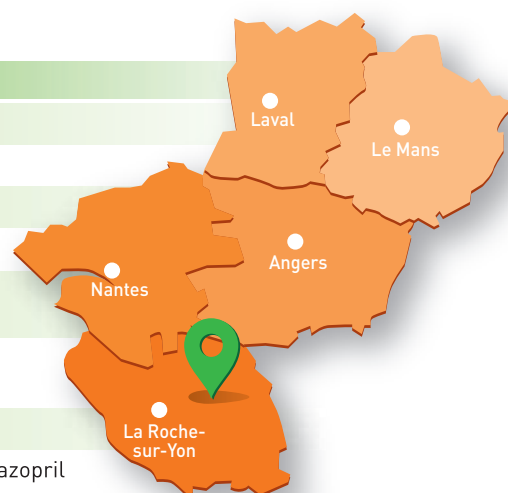 Laval
Le Mans
Angers
Nantes
La Roche-
sur-Yon
azopril